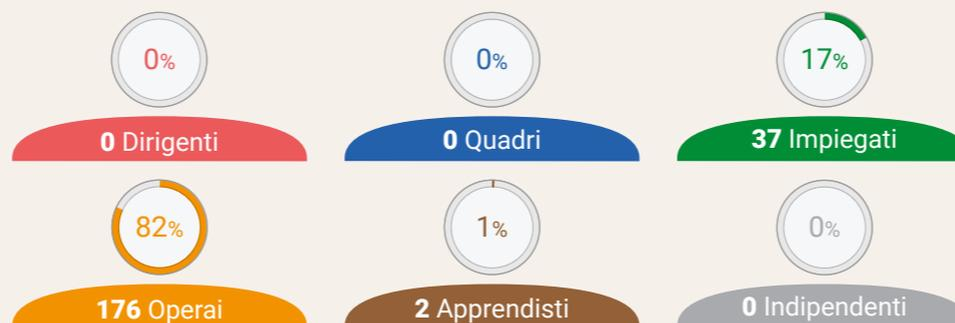 0% 0% 17%
0 Dirigenti 0 Quadri 37 Impiegati
82% 1% 0%
176 Operai 2 Apprendisti 0 Indipendenti